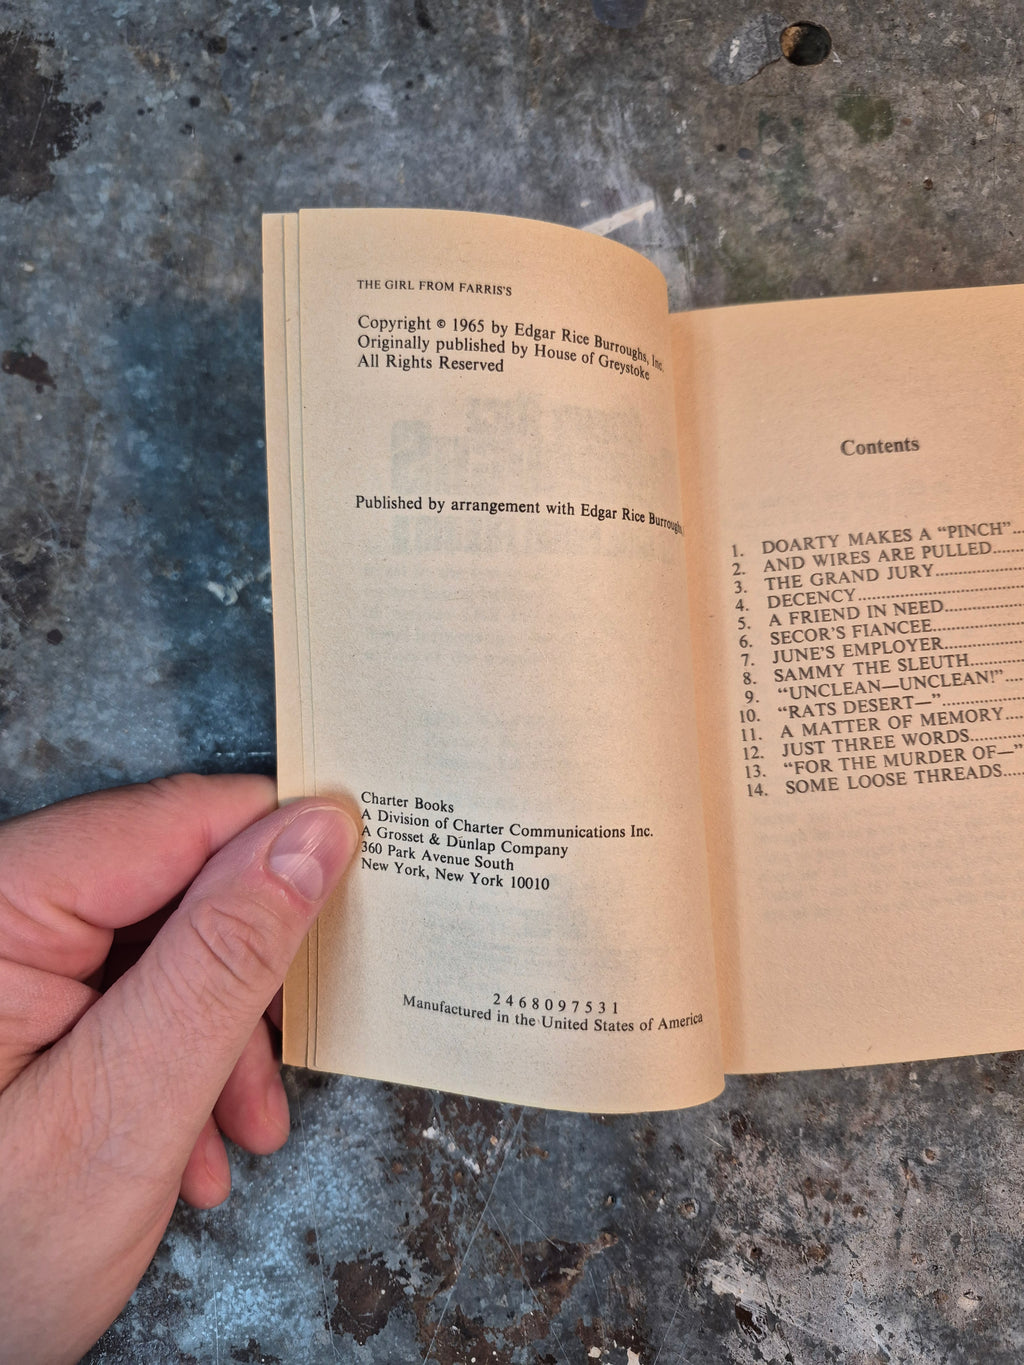 THE GIRL FROM FARRIS'S
Copyright © 1965 by Edgar Rice Burroughs, Inc.
Originally published by House of Greystoke
All Rights Reserved
Published by arrangement with Edgar Rice Burroughs,
Charter Books
A Division of Charter Communications Inc.
A Grosset & Dunlap Company
360 Park Avenue South
New York, New York 10010
2 4 6 8 0 9 7 5 3 1
Manufactured in the United States of America
Contents
1. DOARTY MAKES A “PINCH”...
2. AND WIRES ARE PULLED........
3. THE GRAND JURY................
4. DECENCY................................
5. A FRIEND IN NEED................
6. SECOR'S FIANCEE..................
7. JUNE'S EMPLOYER................
8. SAMMY THE SLEUTH...........
9. “UNCLEAN—UNCLEAN!”....
10. “RATS DESERT—”................
11. A MATTER OF MEMORY....
12. JUST THREE WORDS...........
13. “FOR THE MURDER OF—”
14. SOME LOOSE THREADS.....